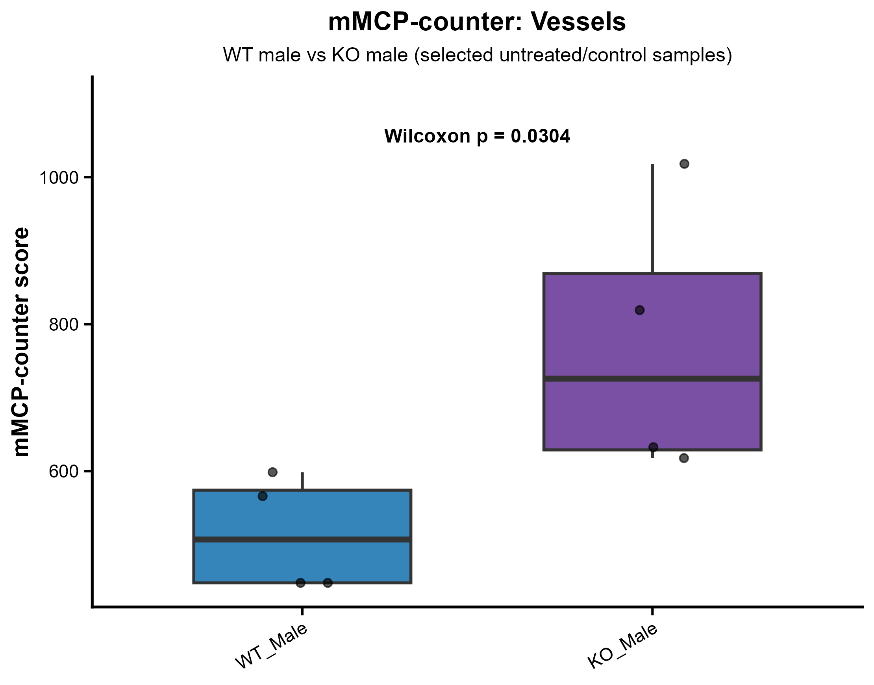 mMCP-counter: Vessels
WT male vs KO male (selected untreated/control samples)
Wilcoxon p = 0.0304
1000
800
600
mMCP-counter score
WT_Male
KO_Male